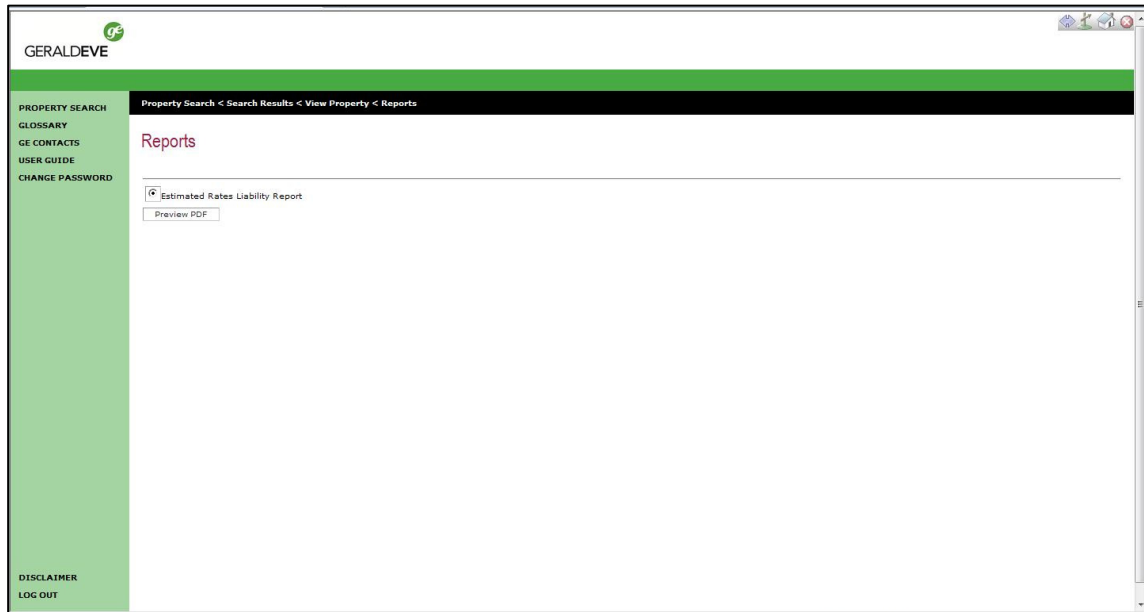 ge
GERALDEVE
PROPERTY SEARCH
GLOSSARY
GE CONTACTS
USER GUIDE
CHANGE PASSWORD
Property Search < Search Results < View Property < Reports
Reports
Estimated Rates Liability Report
Preview PDF
DISCLAIMER
LOG OUT